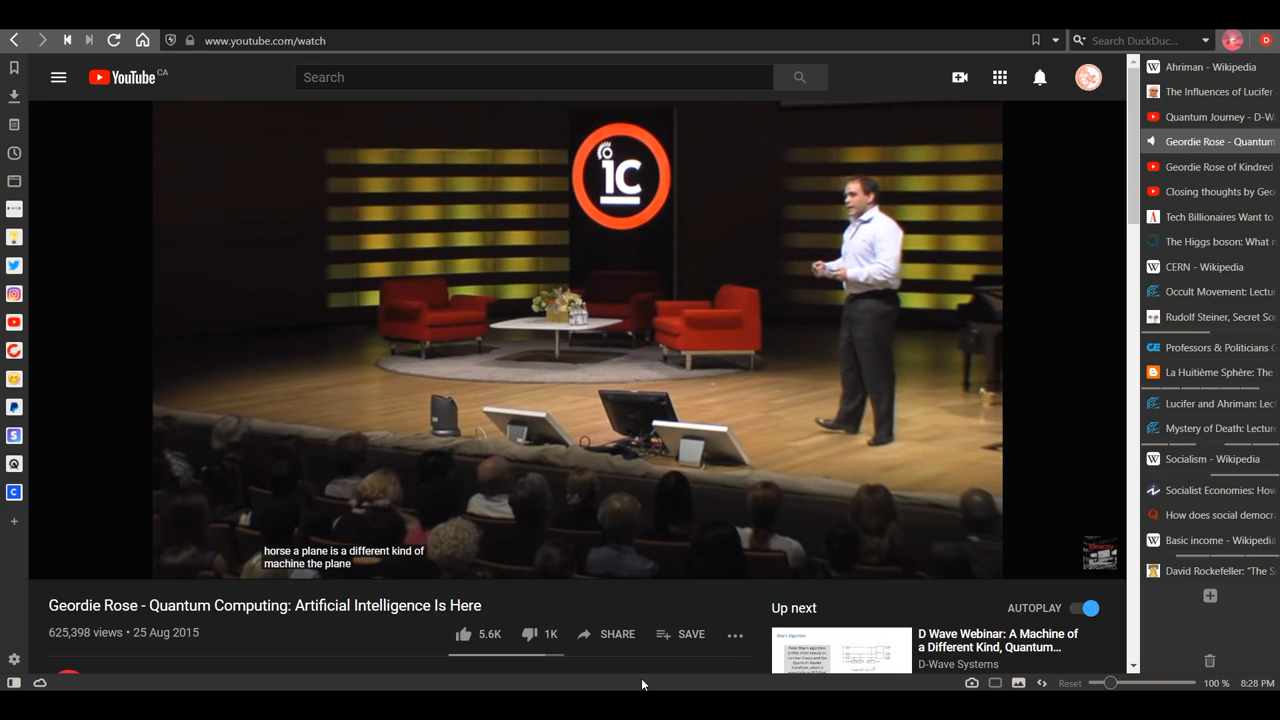 www.youtube.com/watch
Search DuckDuc...
D
YouTube CA
Search
ic
horse a plane is a different kind of
machine the plane
ideacity
Geordie Rose - Quantum Computing: Artificial Intelligence Is Here
625,398 views • 25 Aug 2015
5.6K
1K
SHARE
SAVE
Up next
AUTOPLAY
D Wave Webinar: A Machine of
a Different Kind, Quantum...
D-Wave Systems
Ahriman - Wikipedia
The Influences of Lucifer
Quantum Journey - D-W
Geordie Rose - Quantum
Geordie Rose of Kindred
Closing thoughts by Geo
Tech Billionaires Want to
The Higgs boson: What m
CERN - Wikipedia
Occult Movement: Lectu
Rudolf Steiner, Secret So
Professors & Politicians G
La Huitième Sphère: The
Lucifer and Ahriman: Lec
Mystery of Death: Lecture
Socialism - Wikipedia
Socialist Economies: How
How does social democr
Basic income - Wikipedia
David Rockefeller: "The S
Reset
100 %
8:28 PM